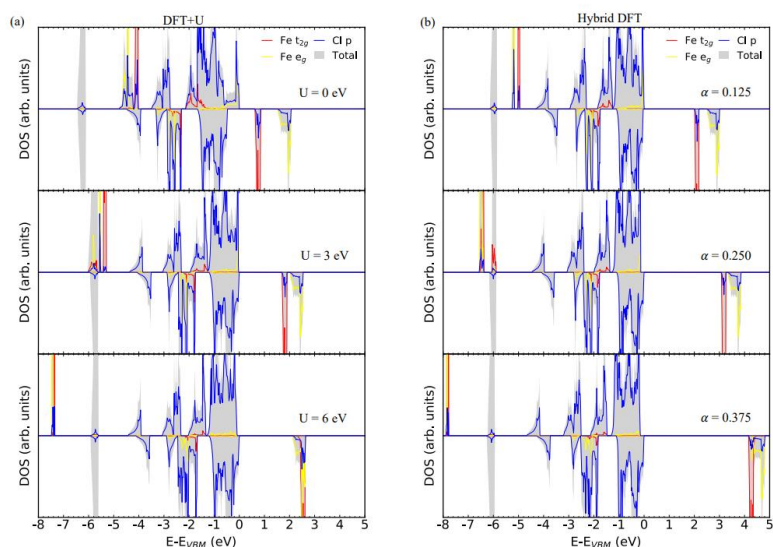 (a) DFT+U
Fe t2g Cl p
Fe eg Total
U = 0 eV
DOS (arb. units)
U = 3 eV
DOS (arb. units)
U = 6 eV
DOS (arb. units)
-8 -7 -6 -5 -4 -3 -2 -1 0 1 2 3 4 5
E-EVBM (eV)
(b) Hybrid DFT
Fe t2g Cl p
Fe eg Total
α = 0.125
DOS (arb. units)
α = 0.250
DOS (arb. units)
α = 0.375
DOS (arb. units)
-8 -7 -6 -5 -4 -3 -2 -1 0 1 2 3 4 5
E-EVBM (eV)